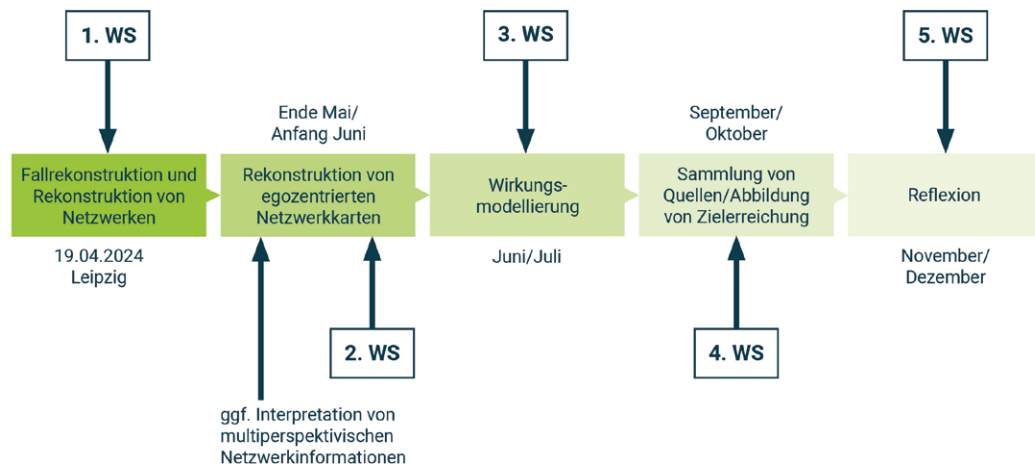 1. WS
3. WS
5. WS
Ende Mai/
Anfang Juni
September/
Oktober
Fallrekonstruktion und
Rekonstruktion von
Netzwerken
Rekonstruktion von
egozentrierten
Netzwerkkarten
Wirkungs-
modellierung
Sammlung von
Quellen/Abbildung
von Zielerreichung
Reflexion
19.04.2024
Leipzig
Juni/Juli
November/
Dezember
2. WS
4. WS
ggf. Interpretation von
multiperspektivischen
Netzwerkinformationen